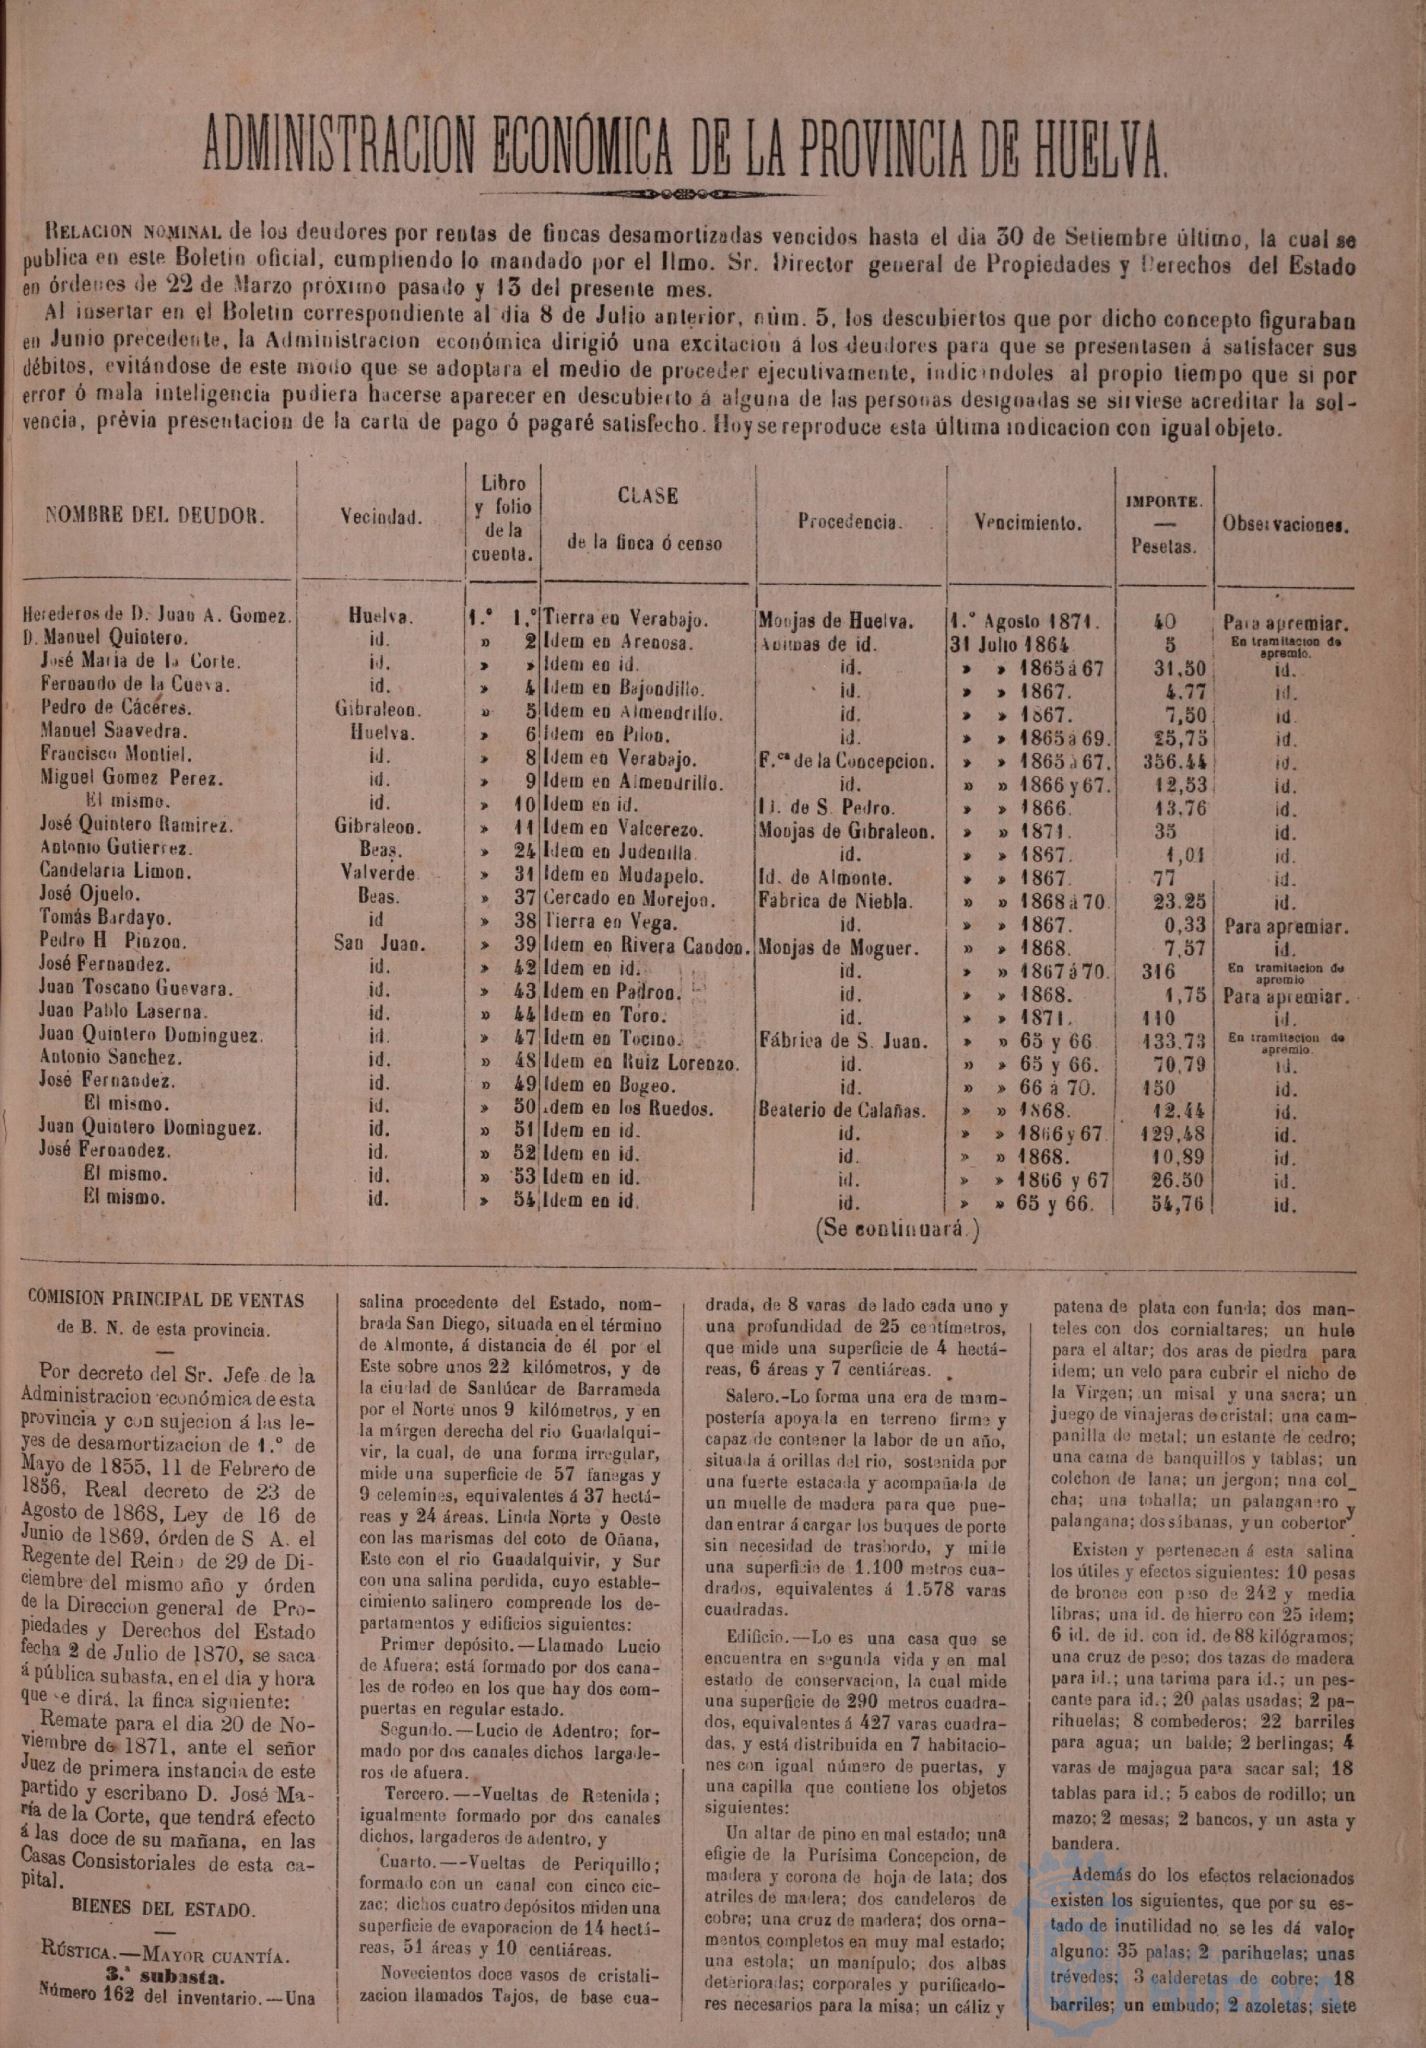 ADMINISTRACION ECONÓMICA DE LA PROVINCIA DE HUELVA.
RELACION NOMINAL de los deudores por rentas de fincas desamortizadas vencidos hasta el dia 30 de Setiembre último, la cual se
publica en este Boletin oficial, cumpliendo lo mandado por el Ilmo. Sr. Director general de Propiedades y Derechos del Estado
en órdenes de 22 de Marzo próximo pasado y 13 del presente mes.
Al insertar en el Boletin correspondiente al dia 8 de Julio anterior, núm. 5, los descubiertos que por dicho concepto figuraban
en Junio precedente, la Administracion económica dirigió una excitacion á los deudores para que se presentasen á satisfacer sus
débitos, evitándose de este modo que se adoptara el medio de proceder ejecutivamente, indicándoles al propio tiempo que si por
error ó mala inteligencia pudiera hacerse aparecer en descubierto á alguna de las personas designadas se sirviese acreditar la sol-
vencia, prévia presentacion de la carta de pago ó pagaré satisfecho. Hoy se reproduce esta última indicacion con igual objeto.
NOMBRE DEL DEUDOR. Vecindad. Libro y folio de la cuenta. CLASE de la finca ó censo Procedencia. Vencimiento. IMPORTE. — Pesetas. Observaciones.
Herederos de D. Juan A. Gomez. Huelva. 1.º 1.º Tierra en Verabajo. Monjas de Huelva. 1.º Agosto 1871. 40 Para apremiar.
D. Manuel Quintero. id. » 2 Idem en Arenosa. Animas de id. 31 Julio 1864. 5 En tramitacion de apremio.
José Maria de la Corte. id. » » Idem en id. id. » » 1865 á 67 31,50 id.
Fernando de la Cueva. id. » 4 Idem en Bajondillo. id. » » 1867. 4.77 id.
Pedro de Cáceres. Gibraleon. » 5 Idem en Almendrillo. id. » » 1867. 7,50 id.
Manuel Saavedra. Huelva. » 6 Idem en Pilon. id. » » 1865 á 69. 25,75 id.
Francisco Montiel. id. » 8 Idem en Verabajo. F.ca de la Concepcion. » » 1865 á 67. 356.44 id.
Miguel Gomez Perez. id. » 9 Idem en Almendrillo. id. » » 1866 y 67. 12,53 id.
El mismo. id. » 10 Idem en id. Id. de S. Pedro. » » 1866. 13,76 id.
José Quintero Ramirez. Gibraleon. » 11 Idem en Valcerezo. Monjas de Gibraleon. » » 1871. 35 id.
Antonio Gutierrez. Beas. » 24 Idem en Judenilla. id. » » 1867. 1,01 id.
Candelaria Limon. Valverde. » 31 Idem en Mudapelo. Id. de Almonte. » » 1867. 77 id.
José Ojuelo. Beas. » 37 Cercado en Morejon. Fábrica de Niebla. » » 1868 á 70. 23.25 id.
Tomás Bardayo. id » 38 Tierra en Vega. id. » » 1867. 0,33 Para apremiar.
Pedro H Pinzon. San Juan. » 39 Idem en Rivera Candon. Monjas de Moguer. » » 1868. 7,57 id.
José Fernandez. id. » 42 Idem en id. id. » » 1867 á 70. 316 En tramitacion de apremio
Juan Toscano Guevara. id. » 43 Idem en Padron. id. » » 1868. 1,75 Para apremiar.
Juan Pablo Laserna. id. » 44 Idem en Toro. id. » » 1871. 110 id.
Juan Quintero Dominguez. id. » 47 Idem en Tocino. Fábrica de S. Juan. » » 65 y 66. 133,73 En tramitacion de apremio.
Antonio Sanchez. id. » 48 Idem en Ruiz Lorenzo. id. » » 65 y 66. 70,79 id.
José Fernandez. id. » 49 Idem en Bogeo. id. » » 66 á 70. 150 id.
El mismo. id. » 50 Idem en los Ruedos. Beaterio de Calañas. » » 1868. 12.44 id.
Juan Quintero Dominguez. id. » 51 Idem en id. id. » » 1866 y 67. 129,48 id.
José Fernandez. id. » 52 Idem en id. id. » » 1868. 10,89 id.
El mismo. id. » 53 Idem en id. id. » » 1866 y 67 26.50 id.
El mismo. id. » 54 Idem en id. id. » » 65 y 66. 54,76 id.
(Se continuará.)
COMISION PRINCIPAL DE VENTAS
de B. N. de esta provincia.
—
Por decreto del Sr. Jefe de la
Administracion económica de esta
provincia y con sujecion á las le-
yes de desamortizacion de 1.º de
Mayo de 1855, 11 de Febrero de
1856, Real decreto de 23 de
Agosto de 1868, Ley de 16 de
Junio de 1869, órden de S A. el
Regente del Reino de 29 de Di-
ciembre del mismo año y órden
de la Direccion general de Pro-
piedades y Derechos del Estado
fecha 2 de Julio de 1870, se saca
á pública subasta, en el dia y hora
que se dirá, la finca siguiente:
Remate para el dia 20 de No-
viembre de 1871, ante el señor
Juez de primera instancia de este
partido y escribano D. José Ma-
ría de la Corte, que tendrá efecto
á las doce de su mañana, en las
Casas Consistoriales de esta ca-
pital.
BIENES DEL ESTADO.
—
RÚSTICA.—MAYOR CUANTÍA.
3.ª subasta.
Número 162 del inventario.—Una
salina procedente del Estado, nom-
brada San Diego, situada en el término
de Almonte, á distancia de él por el
Este sobre unos 22 kilómetros, y de
la ciudad de Sanlúcar de Barrameda
por el Norte unos 9 kilómetros, y en
la márgen derecha del rio Guadalqui-
vir, la cual, de una forma irregular,
mide una superficie de 57 fanegas y
9 celemines, equivalentes á 37 hectá-
reas y 24 áreas. Linda Norte y Oeste
con las marismas del coto de Oñana,
Este con el rio Guadalquivir, y Sur
con una salina perdida, cuyo estable-
cimiento salinero comprende los de-
partamentos y edificios siguientes:
Primer depósito.—Llamado Lucio
de Afuera; está formado por dos cana-
les de rodeo en los que hay dos com-
puertas en regular estado.
Segundo.—Lucio de Adentro; for-
mado por dos canales dichos largade-
ros de afuera.
Tercero.—-Vueltas de Retenida;
igualmente formado por dos canales
dichos, largaderos de adentro, y
Cuarto.—-Vueltas de Periquillo;
formado con un canal con cinco cic-
zac; dichos cuatro depósitos miden una
superficie de evaporacion de 14 hectá-
reas, 51 áreas y 10 centiáreas.
Novecientos doce vasos de cristali-
zacion llamados Tajos, de base cua-
drada, de 8 varas de lado cada uno y
una profundidad de 25 centímetros,
que mide una superficie de 4 hectá-
reas, 6 áreas y 7 centiáreas.
Salero.-Lo forma una era de mam-
postería apoyada en terreno firme y
capaz de contener la labor de un año,
situada á orillas del rio, sostenida por
una fuerte estacada y acompañada de
un muelle de madera para que pue-
dan entrar á cargar los buques de porte
sin necesidad de trasbordo, y mide
una superficie de 1.100 metros cua-
drados, equivalentes á 1.578 varas
cuadradas.
Edificio.—Lo es una casa que se
encuentra en segunda vida y en mal
estado de conservacion, la cual mide
una superficie de 290 metros cuadra-
dos, equivalentes á 427 varas cuadra-
das, y está distribuida en 7 habitacio-
nes con igual número de puertas, y
una capilla que contiene los objetos
siguientes:
Un altar de pino en mal estado; una
efigie de la Purísima Concepcion, de
madera y corona de hoja de lata; dos
atriles de madera; dos candeleros de
cobre; una cruz de madera; dos orna-
mentos completos en muy mal estado;
una estola; un manípulo; dos albas
deterioradas; corporales y purificado-
res necesarios para la misa; un cáliz y
patena de plata con funda; dos man-
teles con dos cornialtares; un hule
para el altar; dos aras de piedra para
idem; un velo para cubrir el nicho de
la Virgen; un misal y una sacra; un
juego de vinajeras de cristal; una cam-
panilla de metal; un estante de cedro;
una cama de banquillos y tablas; un
colchon de lana; un jergon; una col
cha; una tohalla; un palanganero y
palangana; dos sábanas, y un cobertor
Existen y pertenecen á esta salina
los útiles y efectos siguientes: 10 pesas
de bronce con peso de 242 y media
libras; una id. de hierro con 25 idem;
6 id. de id. con id. de 88 kilógramos;
una cruz de peso; dos tazas de madera
para id.; una tarima para id.; un pes-
cante para id.; 20 palas usadas; 2 pa-
rihuelas; 8 combederos; 22 barriles
para agua; un balde; 2 berlingas; 4
varas de majagua para sacar sal; 18
tablas para id.; 5 cabos de rodillo; un
mazo; 2 mesas; 2 bancos, y un asta y
bandera.
Además do los efectos relacionados
existen los siguientes, que por su es-
tado de inutilidad no se les dá valor
alguno: 35 palas; 2 parihuelas; unas
trévedes; 3 calderetas de cobre; 18
barriles; un embudo; 2 azoletas; siete